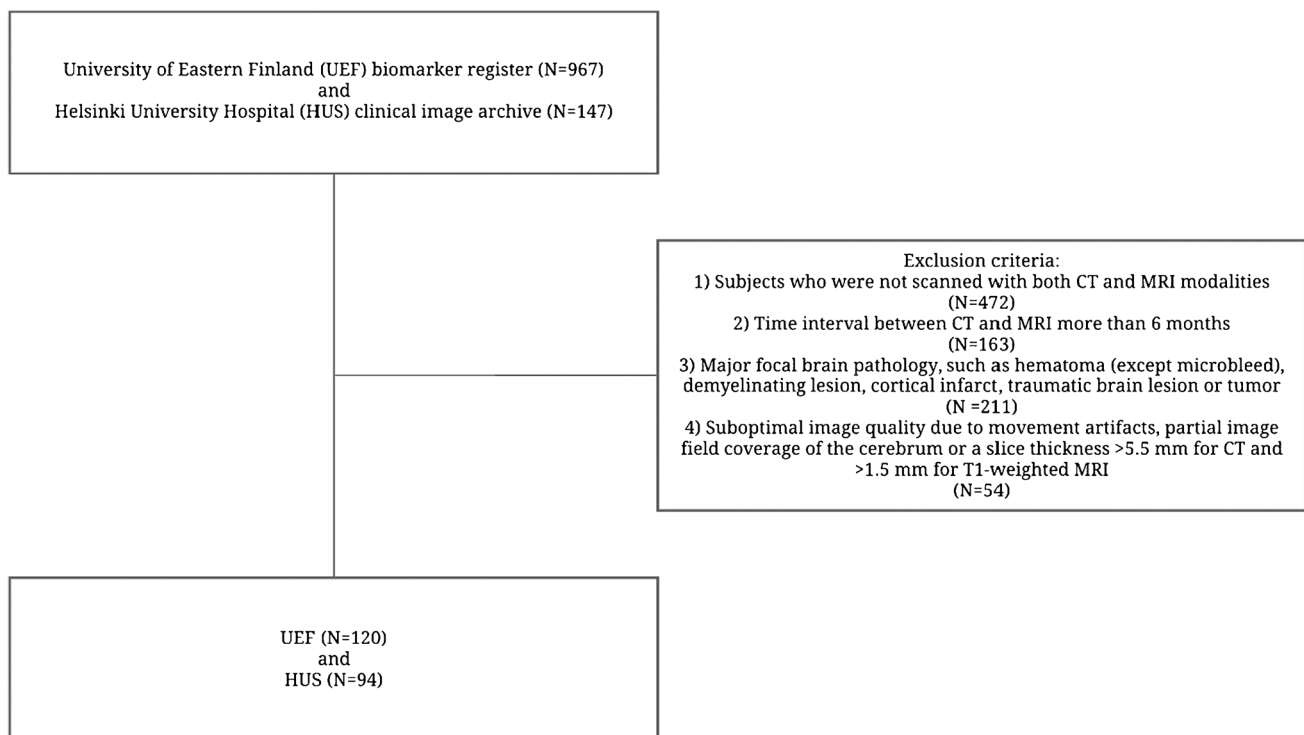 University of Eastern Finland (UEF) biomarker register (N=967)
and
Helsinki University Hospital (HUS) clinical image archive (N=147)
Exclusion criteria:
1) Subjects who were not scanned with both CT and MRI modalities
(N=472)
2) Time interval between CT and MRI more than 6 months
(N=163)
3) Major focal brain pathology, such as hematoma (except microbleed),
demyelinating lesion, cortical infarct, traumatic brain lesion or tumor
(N =211)
4) Suboptimal image quality due to movement artifacts, partial image
field coverage of the cerebrum or a slice thickness >5.5 mm for CT and
>1.5 mm for T1-weighted MRI
(N=54)
UEF (N=120)
and
HUS (N=94)